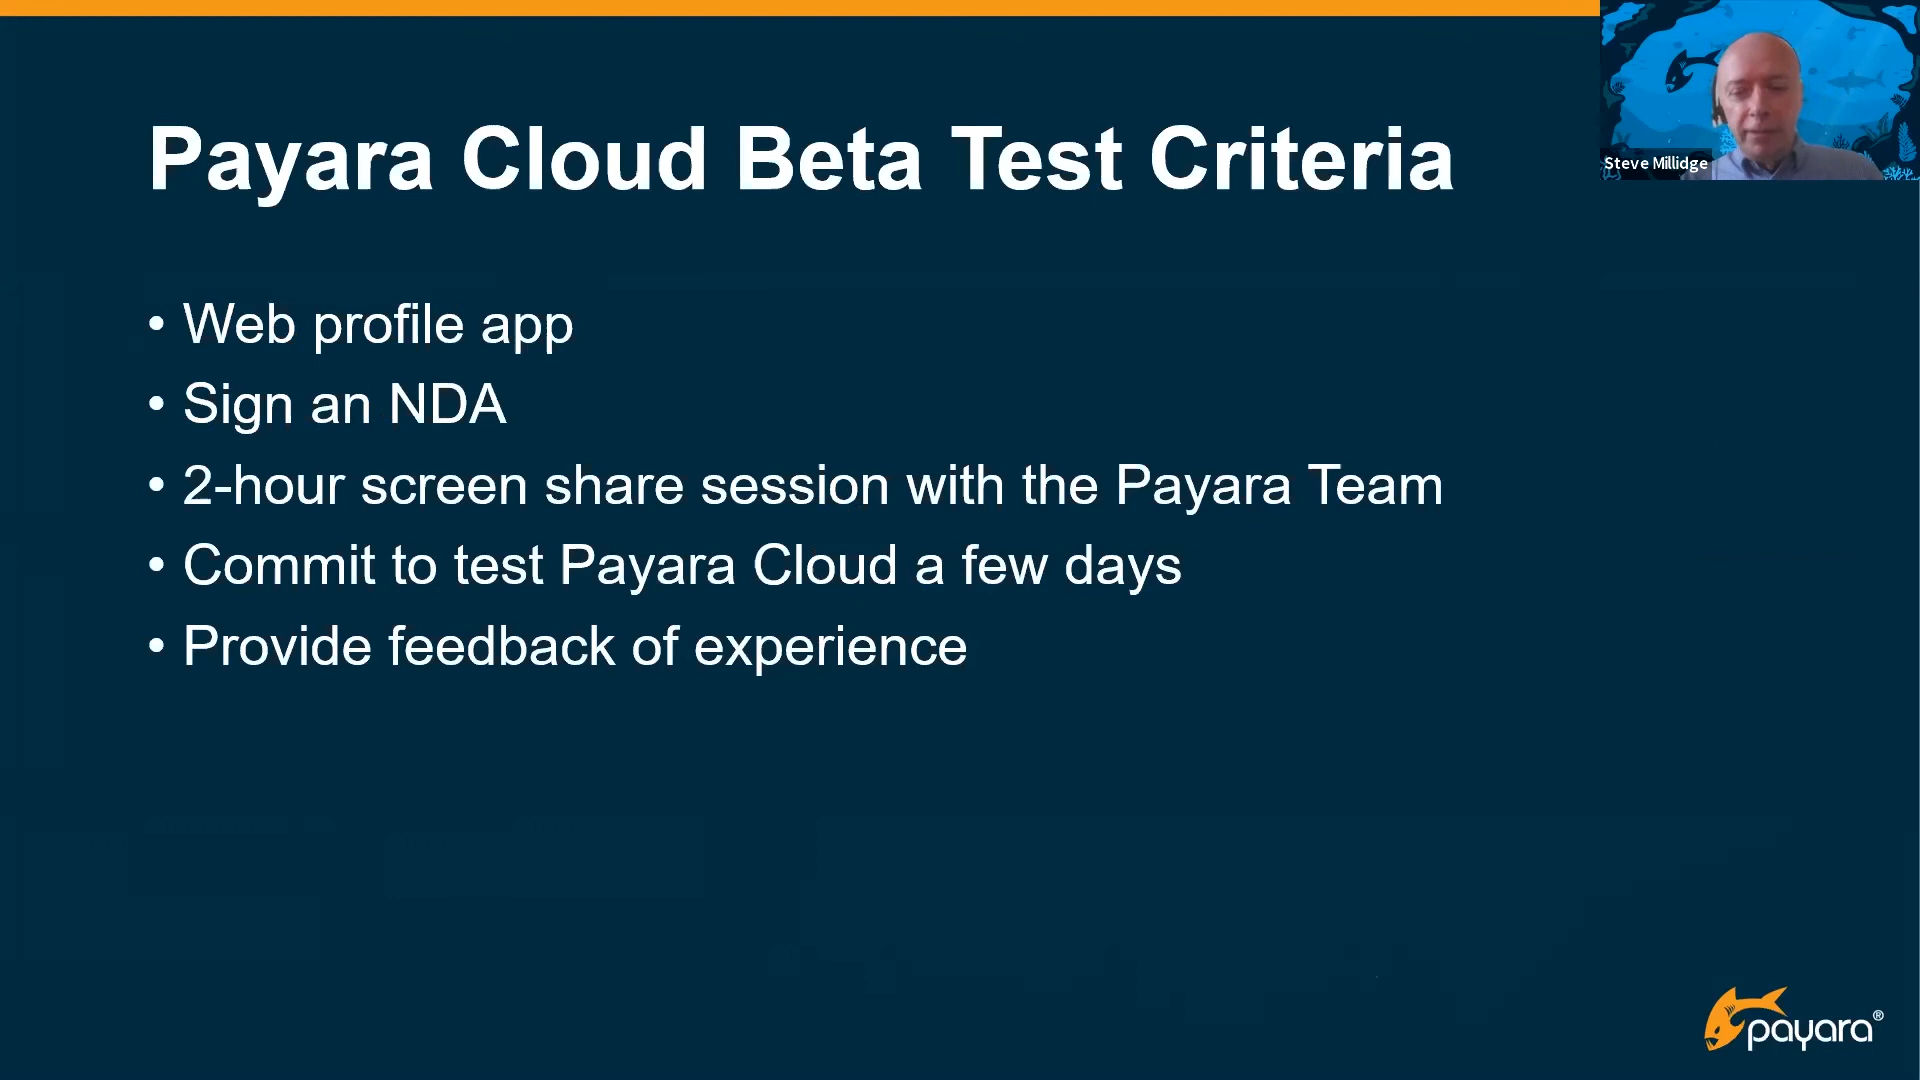 Payara Cloud Beta Test Criteria
Steve Millidge
• Web profile app
• Sign an NDA
• 2-hour screen share session with the Payara Team
• Commit to test Payara Cloud a few days
• Provide feedback of experience
payara®